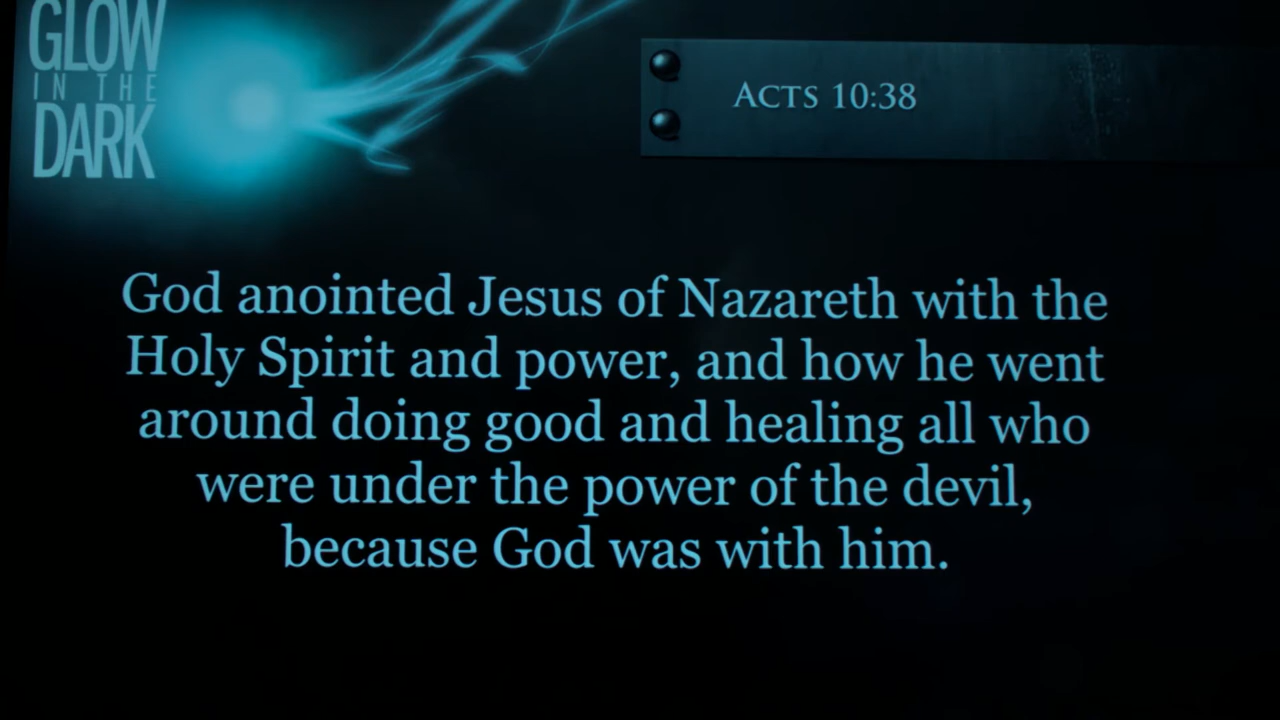 GLOW
IN THE
DARK
ACTS 10:38
God anointed Jesus of Nazareth with the
Holy Spirit and power, and how he went
around doing good and healing all who
were under the power of the devil,
because God was with him.